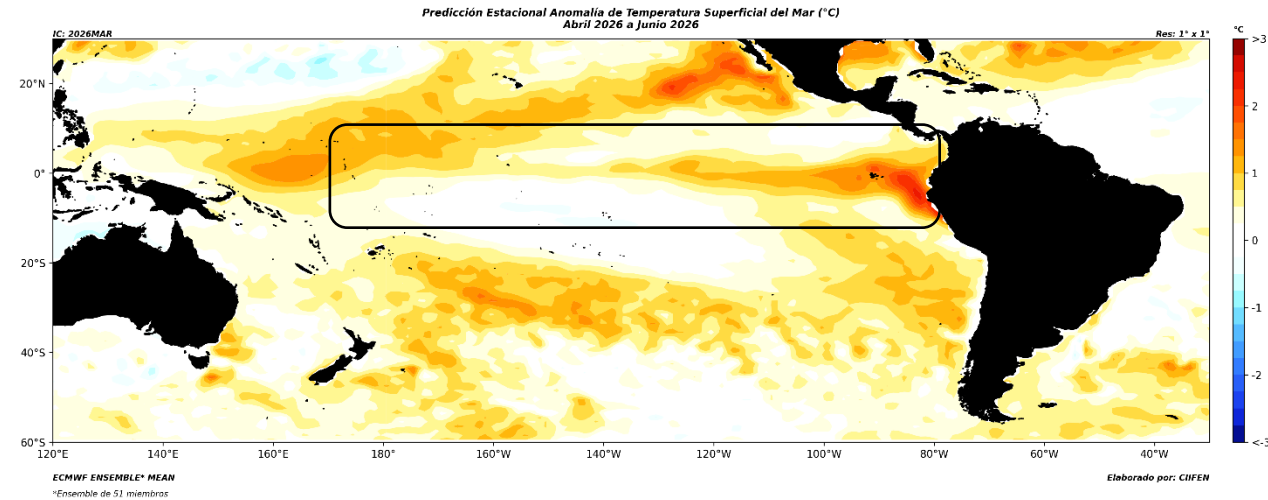 Predicción Estacional Anomalía de Temperatura Superficial del Mar (°C)
Abril 2026 a Junio 2026
IC: 2026MAR
Res: 1° x 1°
°C
>3
2
1
0
-1
-2
<-3
20°N
0°
20°S
40°S
60°S
120°E
140°E
160°E
180°
160°W
140°W
120°W
100°W
80°W
60°W
40°W
ECMWF ENSEMBLE* MEAN
Elaborado por: CIIFEN
*Ensemble de 51 miembros